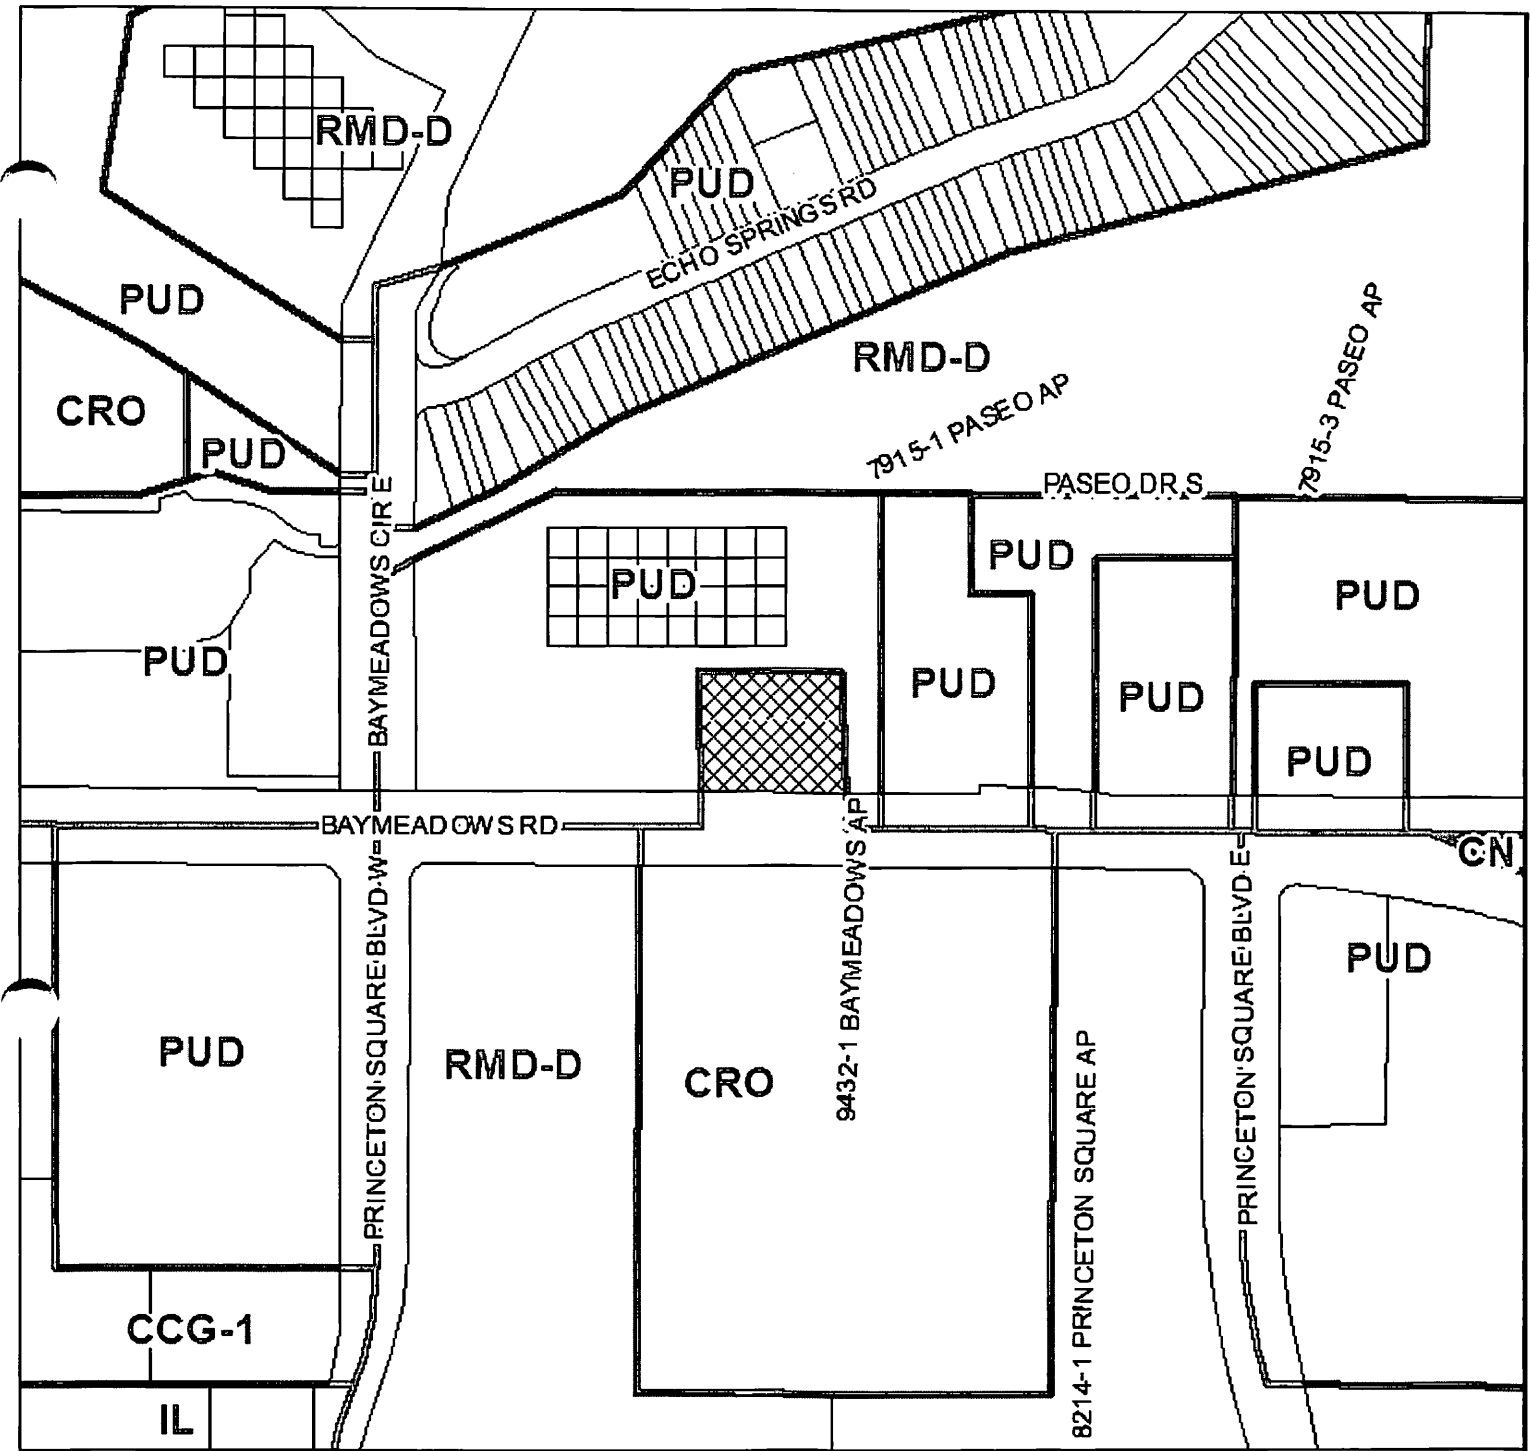 RMD-D
PUD
ECHO SPRINGS RD
PUD
RMD-D
7915-1 PASEO AP
7915-3 PASEO AP
CRO
PUD
PASEO DR S
BAYMEADOWS CIR E
PUD
PUD
PUD
PUD
PUD
PUD
PUD
PUD
BAYMEADOWS RD
9432-1 BAYMEADOWS AP
CN
PRINCETON SQUARE BLVD W
PRINCETON SQUARE BLVD E
PUD
PUD
RMD-D
CRO
8214-1 PRINCETON SQUARE AP
CCG-1
IL